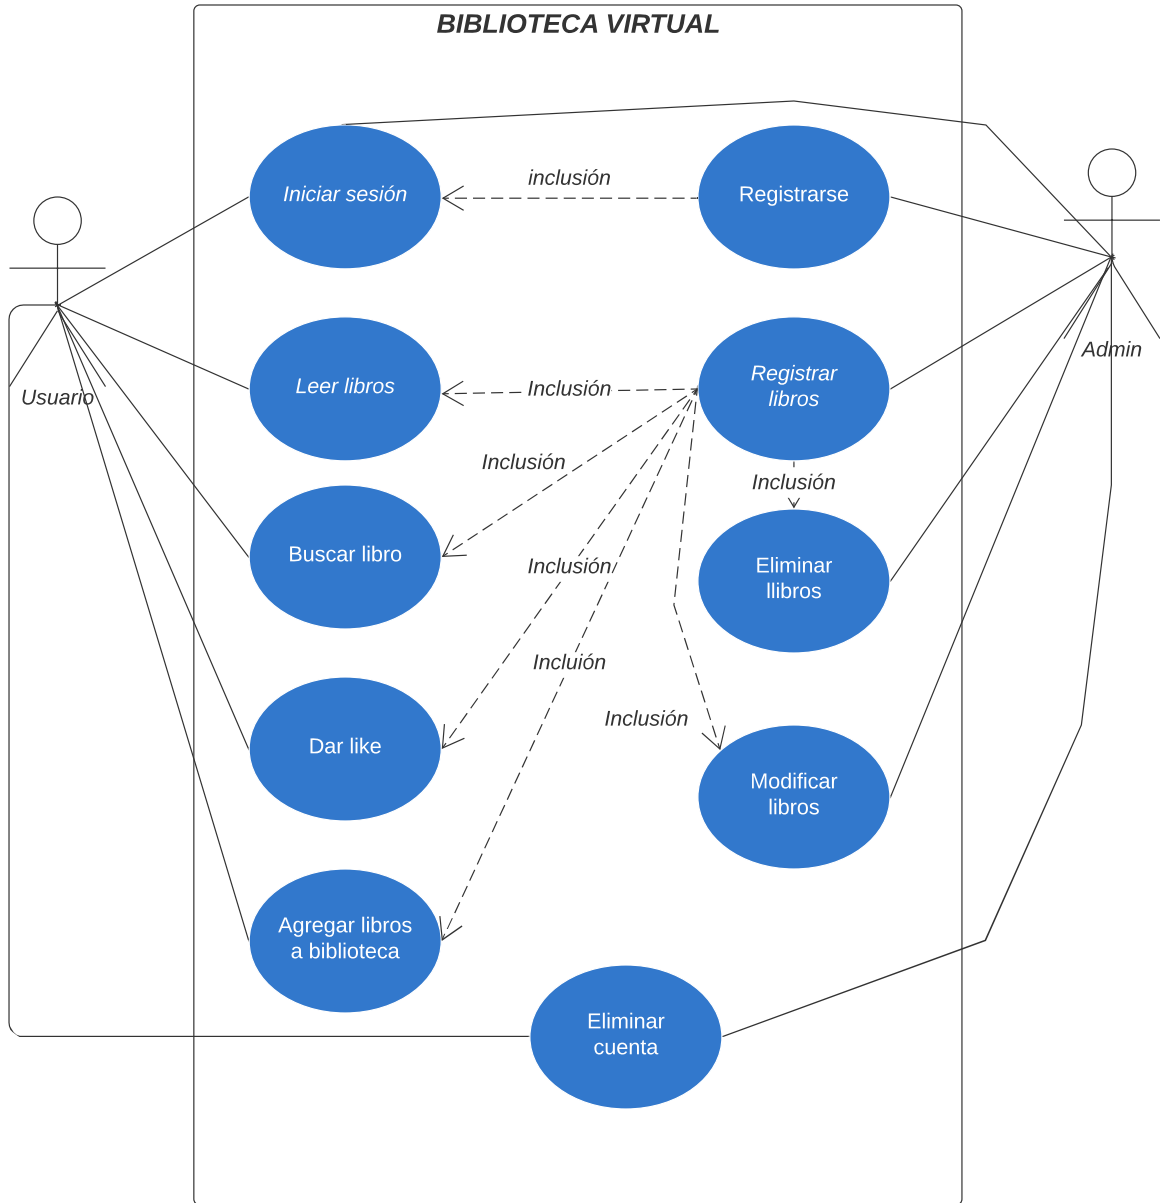 BIBLIOTECA VIRTUAL
Iniciar sesión
inclusión
Registrarse
Usuario
Admin
Leer libros
Inclusión
Registrar
libros
Inclusión
Inclusión
Buscar libro
Inclusión
Eliminar
llibros
Incluión
Inclusión
Dar like
Modificar
libros
Agregar libros
a biblioteca
Eliminar
cuenta